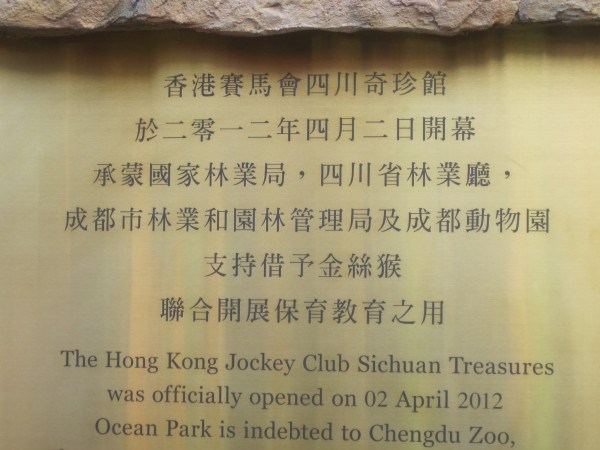 香港賽馬會四川奇珍館
於二零一二年四月二日開幕
承蒙國家林業局，四川省林業廳，
成都市林業和園林管理局及成都動物園
支持借予金絲猴
聯合開展保育教育之用
The Hong Kong Jockey Club Sichuan Treasures
was officially opened on 02 April 2012
Ocean Park is indebted to Chengdu Zoo,